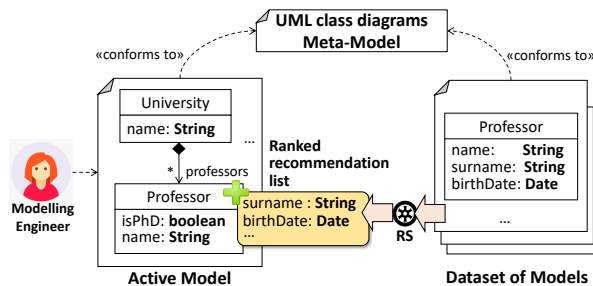 UML class diagrams
Meta-Model
«conforms to»
«conforms to»
University
name: String
...
* professors
Professor
isPhD: boolean
name: String
Modelling
Engineer
Active Model
Ranked
recommendation
list
surname : String
birthDate: Date
...
RS
Professor
name: String
surname: String
birthDate: Date
...
Dataset of Models